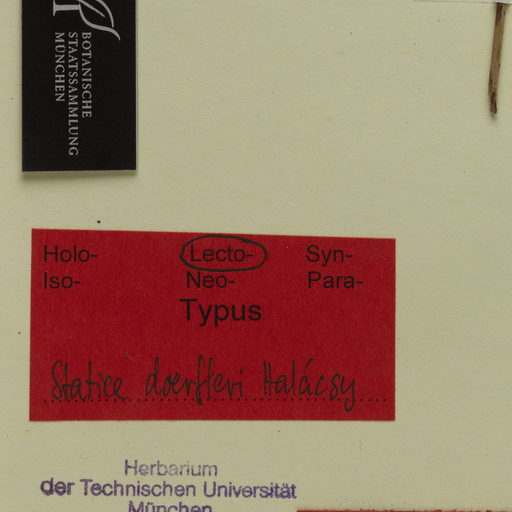 BOTANISCHE
STAATSSAMMLUNG
MÜNCHEN
Holo- Lecto- Syn-
Iso- Neo- Para-
Typus
Statice doerfleri Halácsy
Herbarium
der Technischen Universität
München